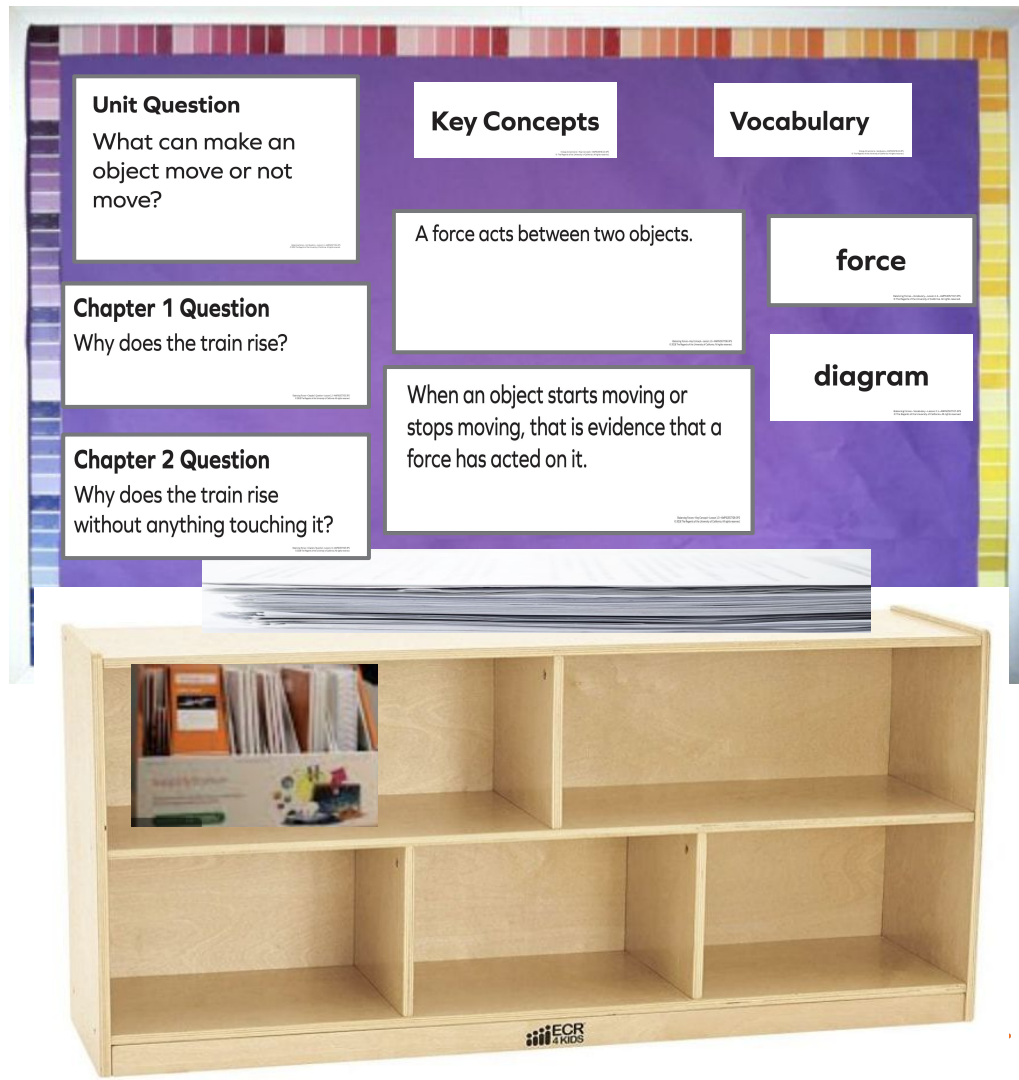 Unit Question
What can make an
object move or not
move?
Chapter 1 Question
Why does the train rise?
Chapter 2 Question
Why does the train rise
without anything touching it?
Key Concepts
A force acts between two objects.
When an object starts moving or
stops moving, that is evidence that a
force has acted on it.
Vocabulary
force
diagram
ECR
4KIDS